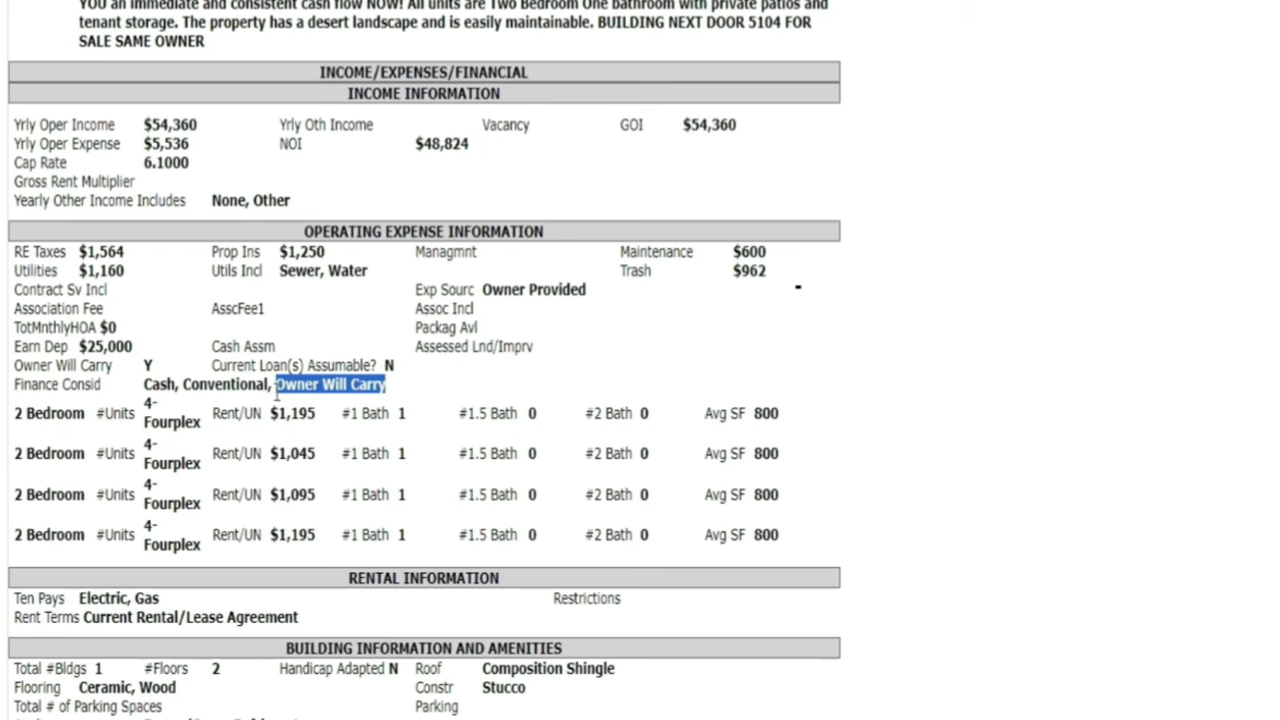 YOU an immediate and consistent cash flow NOW! All units are Two Bedroom One bathroom with private patios and
tenant storage. The property has a desert landscape and is easily maintainable. BUILDING NEXT DOOR 5104 FOR
SALE SAME OWNER
INCOME/EXPENSES/FINANCIAL
INCOME INFORMATION
Yrly Oper Income $54,360 Yrly Oth Income Vacancy GOI $54,360
Yrly Oper Expense $5,536 NOI $48,824
Cap Rate 6.1000
Gross Rent Multiplier
Yearly Other Income Includes None, Other
OPERATING EXPENSE INFORMATION
RE Taxes $1,564 Prop Ins $1,250 Managmnt Maintenance $600
Utilities $1,160 Utils Incl Sewer, Water Trash $962
Contract Sv Incl Exp Sourc Owner Provided
Association Fee AsscFee1 Assoc Incl
TotMnthlyHOA $0 Packag Avl
Earn Dep $25,000 Cash Assm Assessed Lnd/Imprv
Owner Will Carry Y Current Loan(s) Assumable? N
Finance Consid Cash, Conventional, Owner Will Carry
2 Bedroom #Units 4-Fourplex Rent/UN $1,195 #1 Bath 1 #1.5 Bath 0 #2 Bath 0 Avg SF 800
2 Bedroom #Units 4-Fourplex Rent/UN $1,045 #1 Bath 1 #1.5 Bath 0 #2 Bath 0 Avg SF 800
2 Bedroom #Units 4-Fourplex Rent/UN $1,095 #1 Bath 1 #1.5 Bath 0 #2 Bath 0 Avg SF 800
2 Bedroom #Units 4-Fourplex Rent/UN $1,195 #1 Bath 1 #1.5 Bath 0 #2 Bath 0 Avg SF 800
RENTAL INFORMATION
Ten Pays Electric, Gas Restrictions
Rent Terms Current Rental/Lease Agreement
BUILDING INFORMATION AND AMENITIES
Total #Bldgs 1 #Floors 2 Handicap Adapted N Roof Composition Shingle
Flooring Ceramic, Wood Constr Stucco
Total # of Parking Spaces Parking